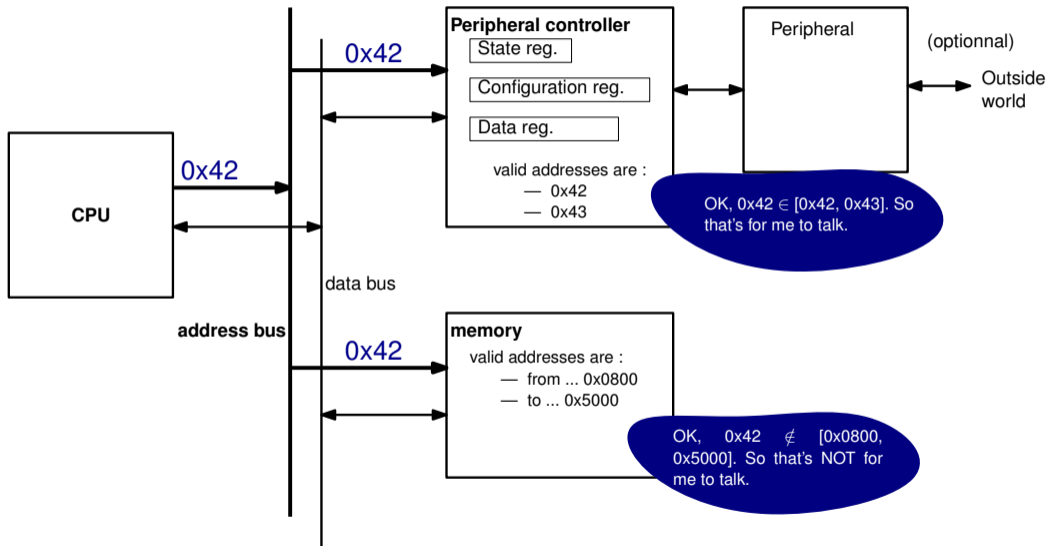 Peripheral controller
State reg.
Configuration reg.
Data reg.
valid addresses are :
— 0x42
— 0x43
Peripheral
(optionnal)
Outside
world
0x42
0x42
CPU
OK, 0x42 ∈ [0x42, 0x43]. So
that's for me to talk.
data bus
address bus
0x42
memory
valid addresses are :
— from ... 0x0800
— to ... 0x5000
OK, 0x42 ∉ [0x0800,
0x5000]. So that's NOT for
me to talk.